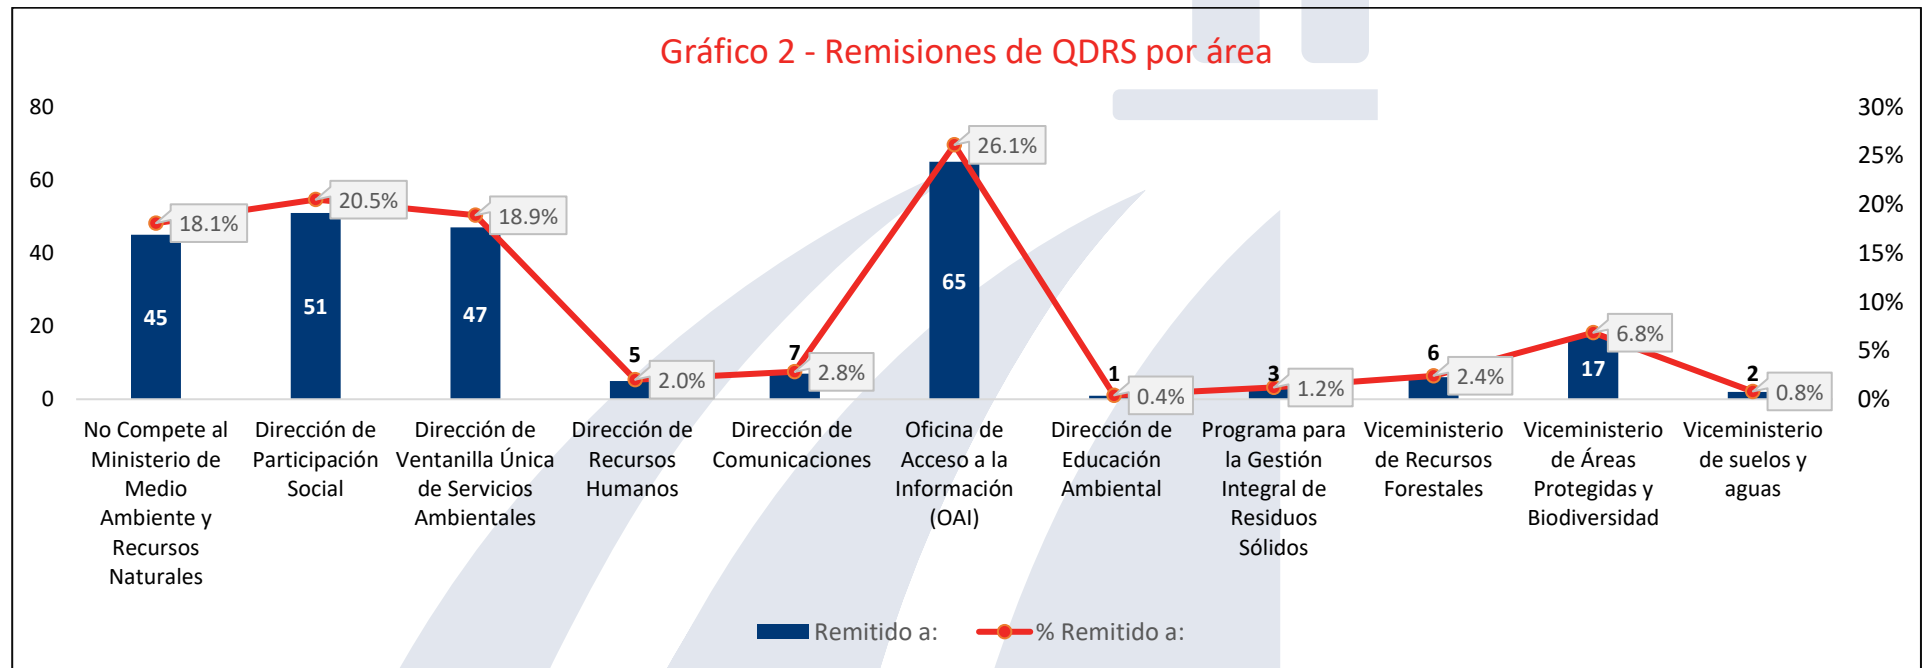 Gráfico 2 - Remisiones de QDRS por área
80
60
40
20
0
30%
25%
20%
15%
10%
5%
0%
18.1%
20.5%
18.9%
2.0%
2.8%
26.1%
0.4%
1.2%
2.4%
6.8%
0.8%
45
51
47
5
7
65
1
3
6
17
2
No Compete al
Ministerio de
Medio
Ambiente y
Recursos
Naturales
Dirección de
Participación
Social
Dirección de
Ventanilla Única
de Servicios
Ambientales
Dirección de
Recursos
Humanos
Dirección de
Comunicaciones
Oficina de
Acceso a la
Información
(OAI)
Dirección de
Educación
Ambiental
Programa para
la Gestión
Integral de
Residuos
Sólidos
Viceministerio
de Recursos
Forestales
Viceministerio
de Áreas
Protegidas y
Biodiversidad
Viceministerio
de suelos y
aguas
Remitido a:
% Remitido a: